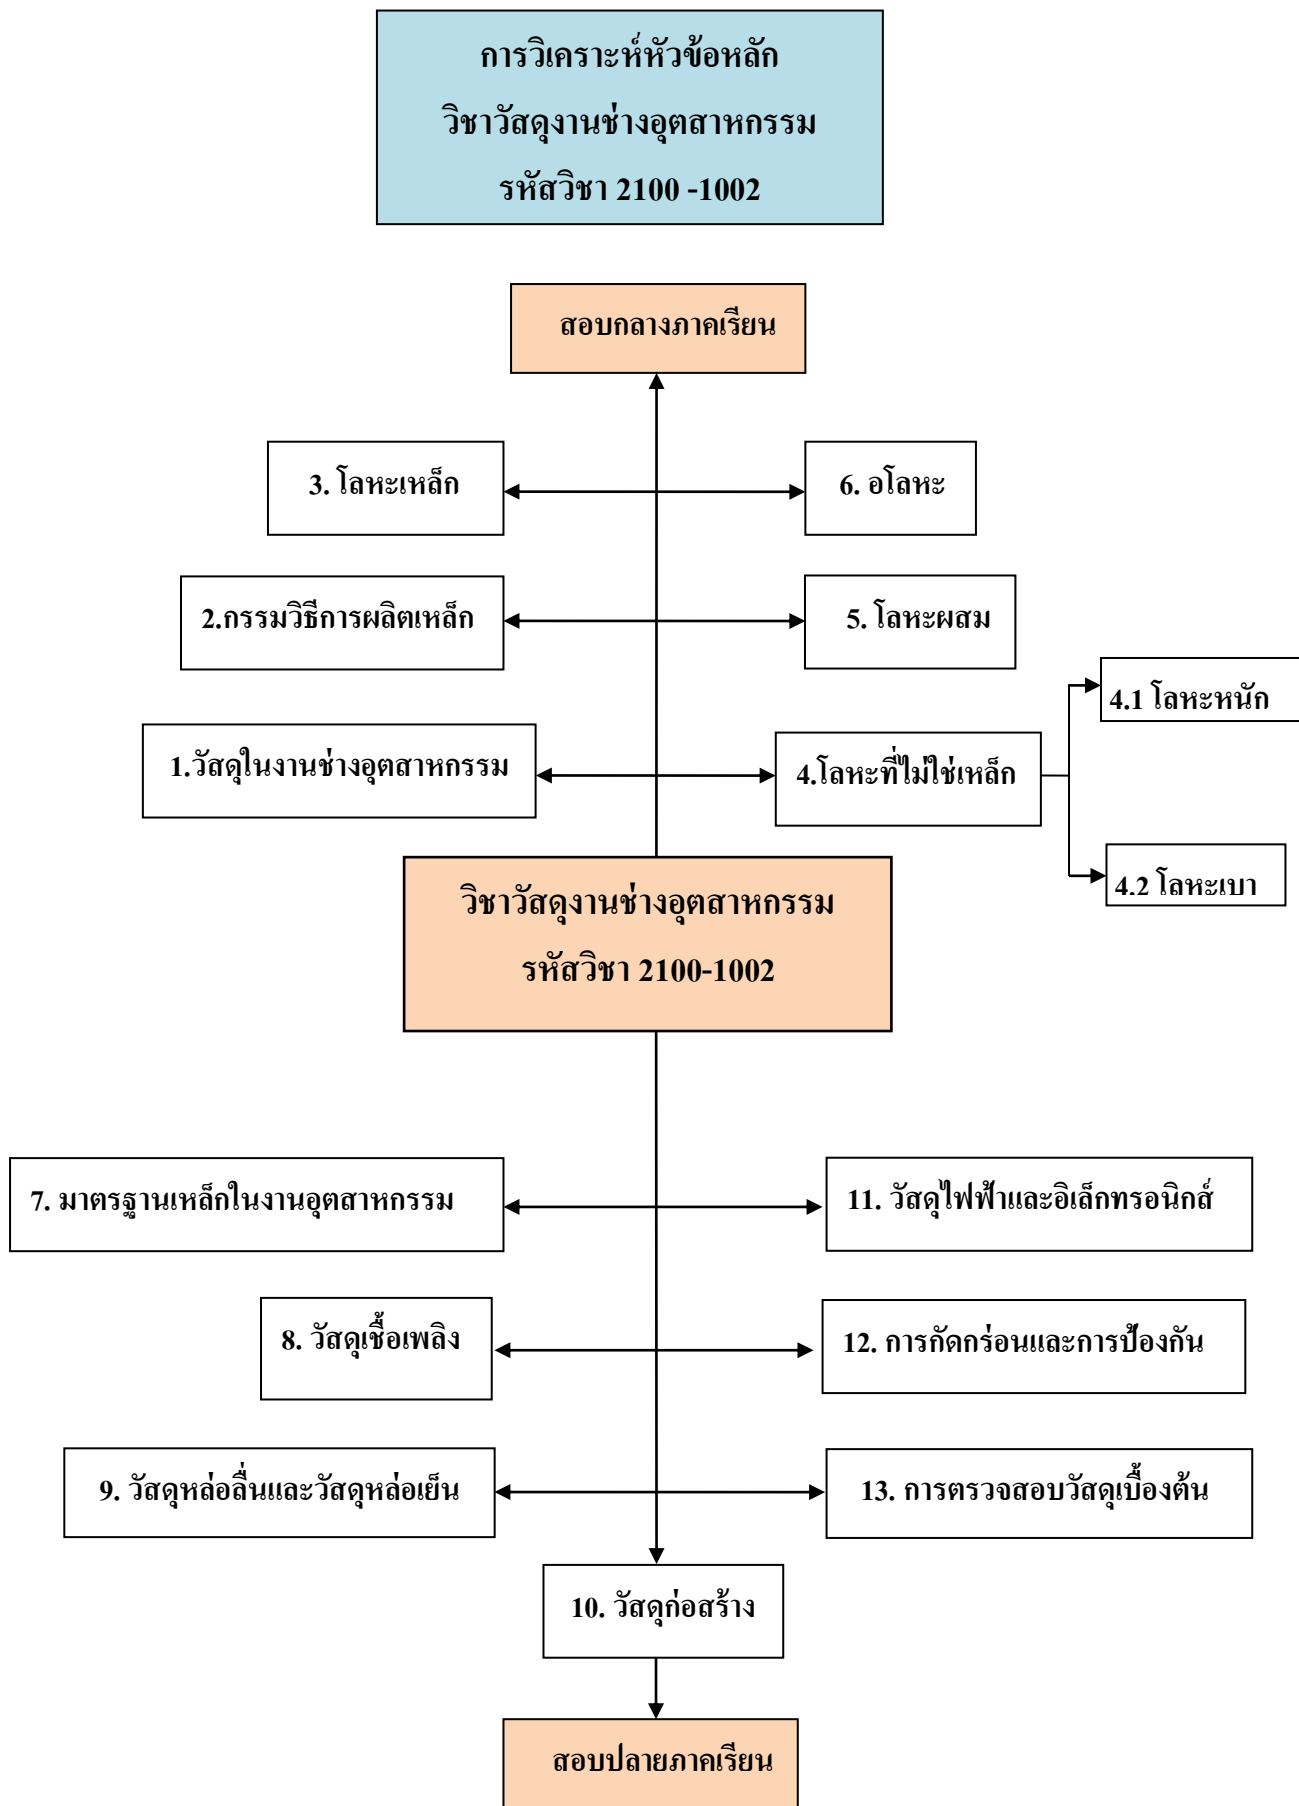 การวิเคราะห์หัวข้อหลัก
วิชาวัสดุงานช่างอุตสาหกรรม
รหัสวิชา 2100 -1002
สอบกลางภาคเรียน
3. โลหะเหล็ก
6. อโลหะ
2.กรรมวิธีการผลิตเหล็ก
5. โลหะผสม
4.1 โลหะหนัก
1.วัสดุในงานช่างอุตสาหกรรม
4.โลหะที่ไม่ใช่เหล็ก
4.2 โลหะเบา
วิชาวัสดุงานช่างอุตสาหกรรม
รหัสวิชา 2100-1002
7. มาตรฐานเหล็กในงานอุตสาหกรรม
11. วัสดุไฟฟ้าและอิเล็กทรอนิกส์
8. วัสดุเชื้อเพลิง
12. การกัดกร่อนและการป้องกัน
9. วัสดุหล่อลื่นและวัสดุหล่อเย็น
13. การตรวจสอบวัสดุเบื้องต้น
10. วัสดุก่อสร้าง
สอบปลายภาคเรียน